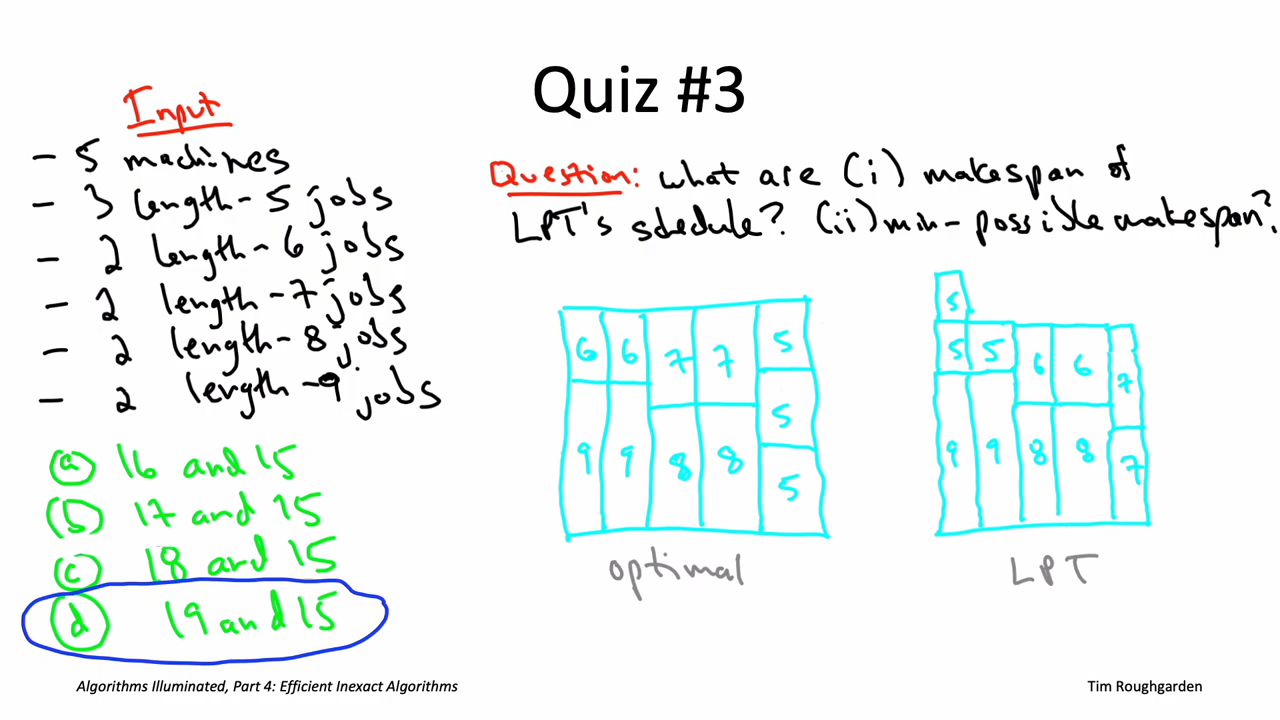 Quiz #3
Input
- 5 machines
- 3 length-5 jobs
- 2 length-6 jobs
- 2 length-7 jobs
- 2 length-8 jobs
- 2 length-9 jobs
(a) 16 and 15
(b) 17 and 15
(c) 18 and 15
(d) 19 and 15
Question: what are (i) makespan of
LPT's schedule? (ii) min-possible makespan?
6 6 7 7 5
5
9 9 8 8 5
optimal
5
5 5 6 6 7
9 9 8 8 7
LPT
Algorithms Illuminated, Part 4: Efficient Inexact Algorithms
Tim Roughgarden